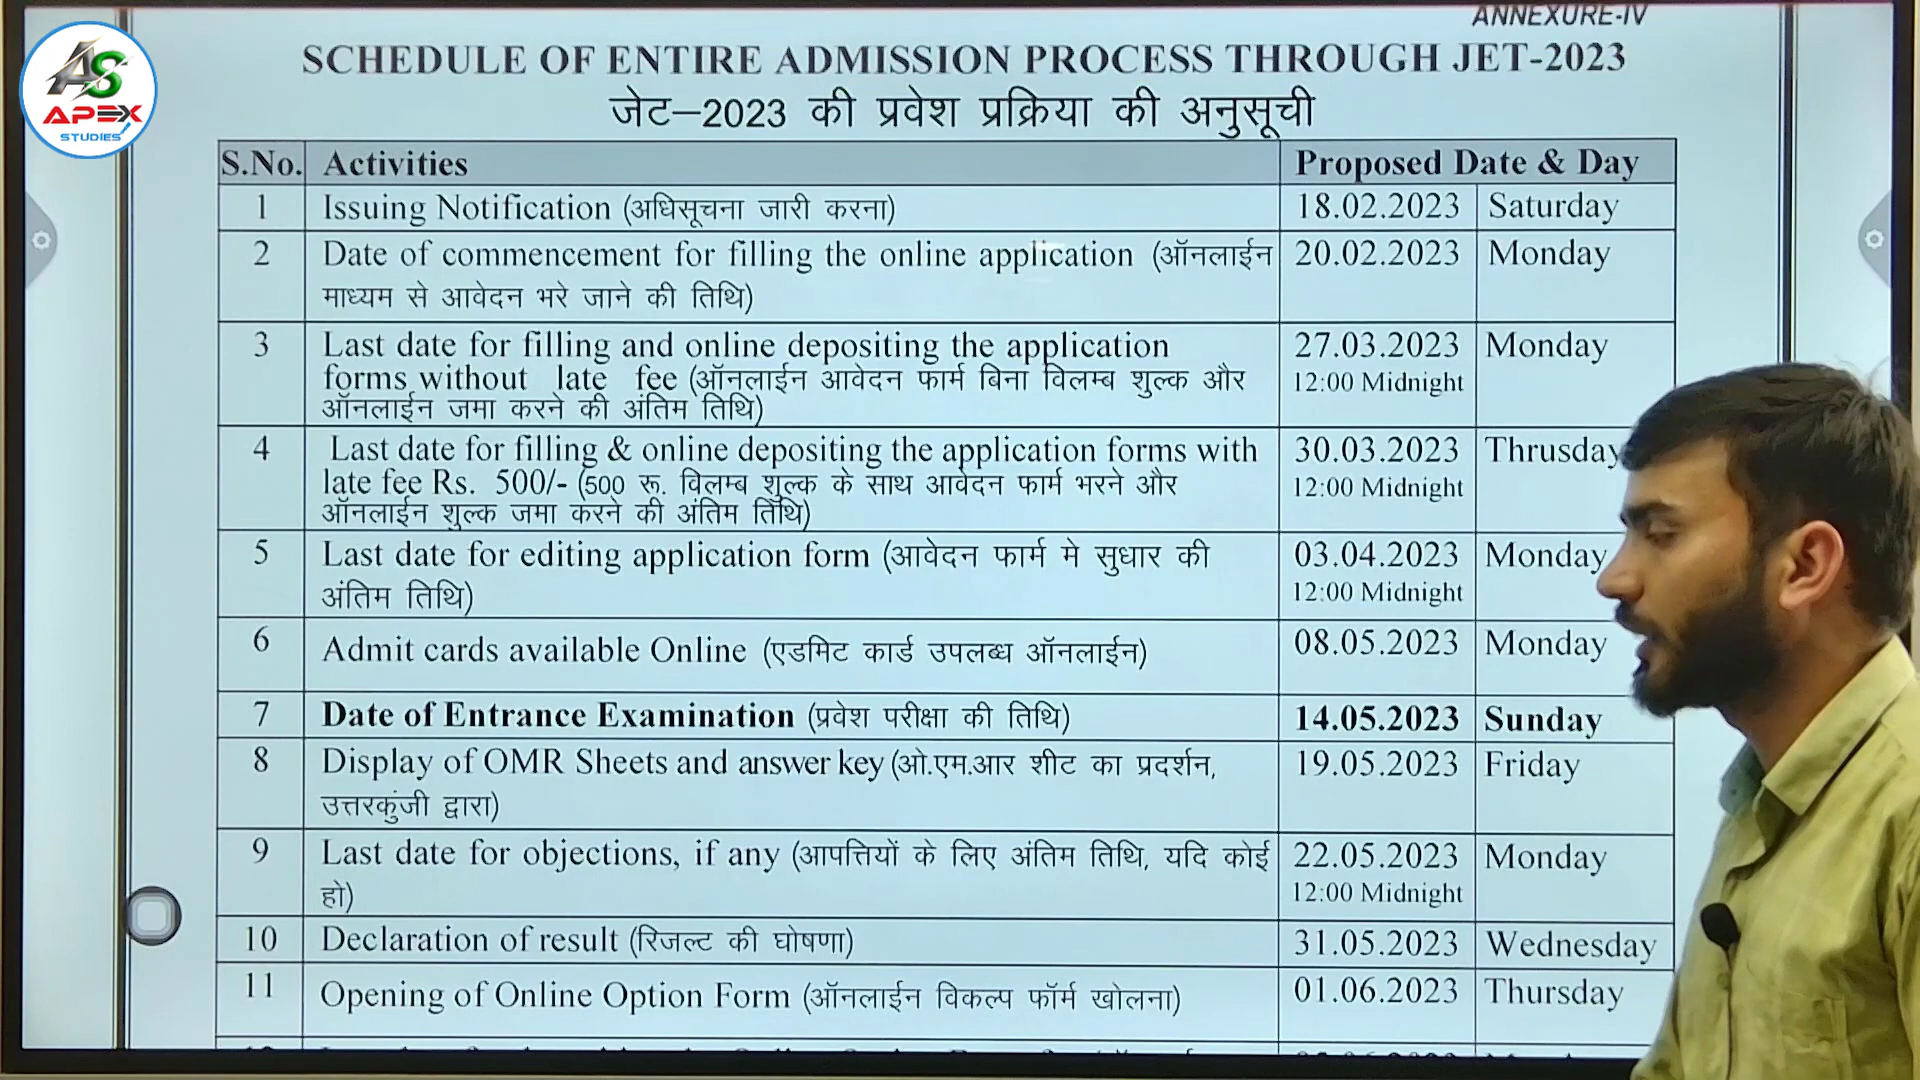 AS
APEX
STUDIES
ANNEXURE-IV
SCHEDULE OF ENTIRE ADMISSION PROCESS THROUGH JET-2023
जेट–2023 की प्रवेश प्रक्रिया की अनुसूची
S.No. Activities Proposed Date & Day
1 Issuing Notification (अधिसूचना जारी करना) 18.02.2023 Saturday
2 Date of commencement for filling the online application (ऑनलाईन 20.02.2023 Monday
माध्यम से आवेदन भरे जाने की तिथि)
3 Last date for filling and online depositing the application 27.03.2023 Monday
forms without late fee (ऑनलाईन आवेदन फार्म बिना विलम्ब शुल्क और 12:00 Midnight
ऑनलाईन जमा करने की अंतिम तिथि)
4 Last date for filling & online depositing the application forms with 30.03.2023 Thrusday
late fee Rs. 500/- (500 रू. विलम्ब शुल्क के साथ आवेदन फार्म भरने और 12:00 Midnight
ऑनलाईन शुल्क जमा करने की अंतिम तिथि)
5 Last date for editing application form (आवेदन फार्म मे सुधार की 03.04.2023 Monday
अंतिम तिथि) 12:00 Midnight
6 Admit cards available Online (एडमिट कार्ड उपलब्ध ऑनलाईन) 08.05.2023 Monday
7 Date of Entrance Examination (प्रवेश परीक्षा की तिथि) 14.05.2023 Sunday
8 Display of OMR Sheets and answer key (ओ.एम.आर शीट का प्रदर्शन, 19.05.2023 Friday
उत्तरकुंजी द्वारा)
9 Last date for objections, if any (आपत्तियों के लिए अंतिम तिथि, यदि कोई 22.05.2023 Monday
हो) 12:00 Midnight
10 Declaration of result (रिजल्ट की घोषणा) 31.05.2023 Wednesday
11 Opening of Online Option Form (ऑनलाईन विकल्प फॉर्म खोलना) 01.06.2023 Thursday